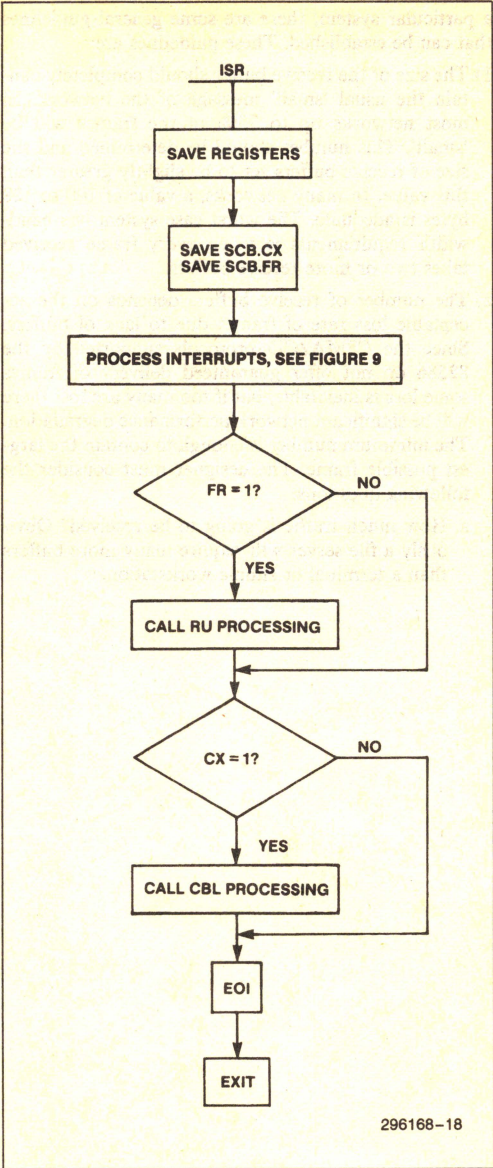 ISR
SAVE REGISTERS
SAVE SCB.CX
SAVE SCB.FR
PROCESS INTERRUPTS, SEE FIGURE 9
FR = 1?
NO
YES
CALL RU PROCESSING
CX = 1?
NO
YES
CALL CBL PROCESSING
EOI
EXIT
296168-18